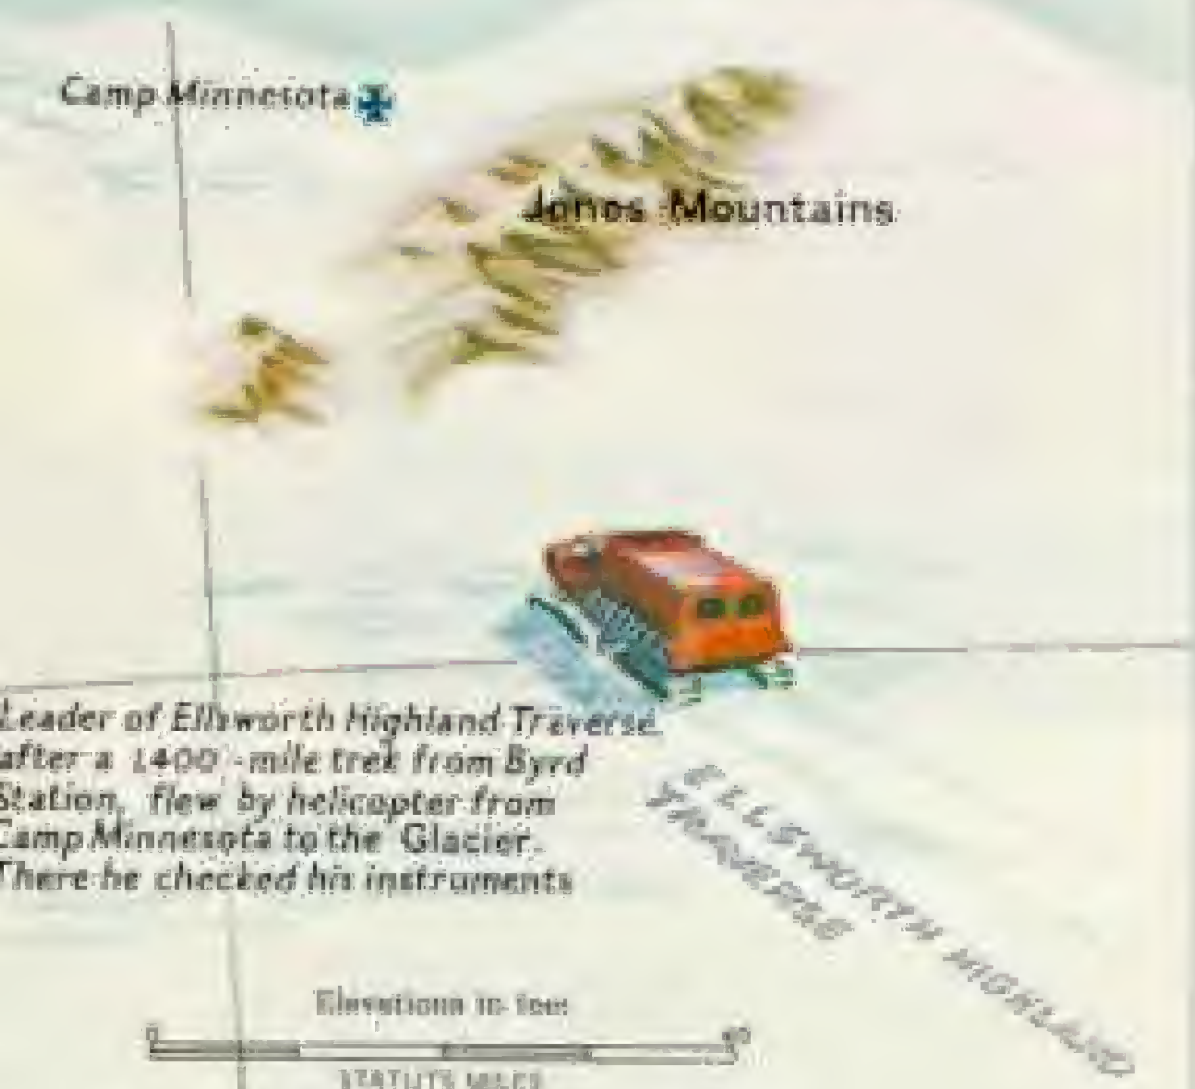 Camp Minnesota
Jones Mountains
Leader of Ellsworth Highland Traverse,
after a 1400-mile trek from Byrd
Station, flew by helicopter from
Camp Minnesota to the Glacier.
There he checked his instruments
ELLSWORTH HIGHLAND
TRAVERSE
Elevations in feet
0
STATUTE MILES